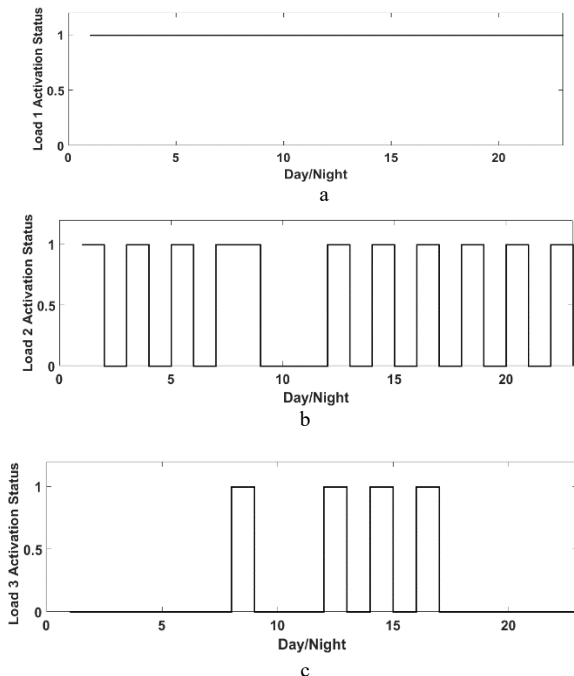 Load 1 Activation Status
1
0.5
0
0 5 10 15 20
Day/Night
a
Load 2 Activation Status
1
0.5
0
0 5 10 15 20
Day/Night
b
Load 3 Activation Status
1
0.5
0
0 5 10 15 20
Day/Night
c